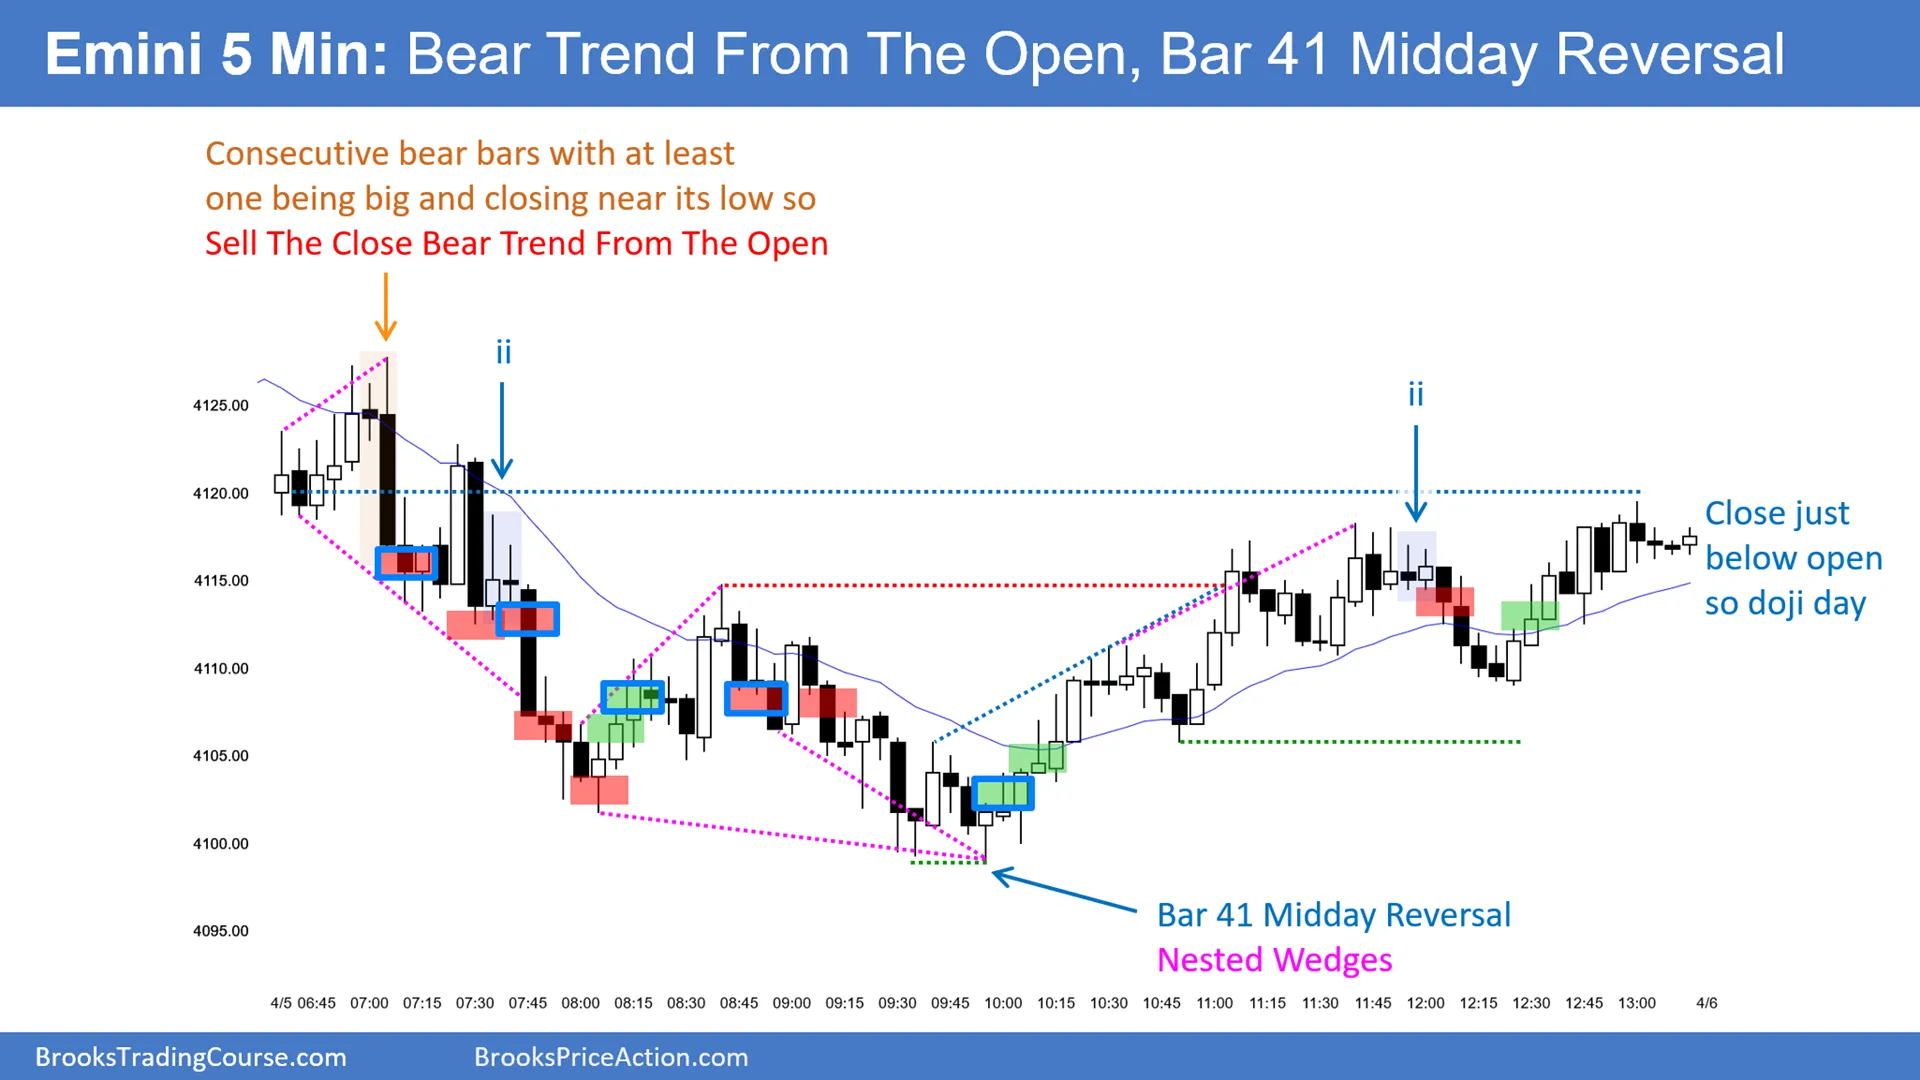 Emini 5 Min: Bear Trend From The Open, Bar 41 Midday Reversal
Consecutive bear bars with at least
one being big and closing near its low so
Sell The Close Bear Trend From The Open
ii
ii
4125.00
4120.00
4115.00
4110.00
4105.00
4100.00
4095.00
Close just
below open
so doji day
Bar 41 Midday Reversal
Nested Wedges
4/5 06:45 07:00 07:15 07:30 07:45 08:00 08:15 08:30 08:45 09:00 09:15 09:30 09:45 10:00 10:15 10:30 10:45 11:00 11:15 11:30 11:45 12:00 12:15 12:30 12:45 13:00 4/6
BrooksTradingCourse.com BrooksPriceAction.com